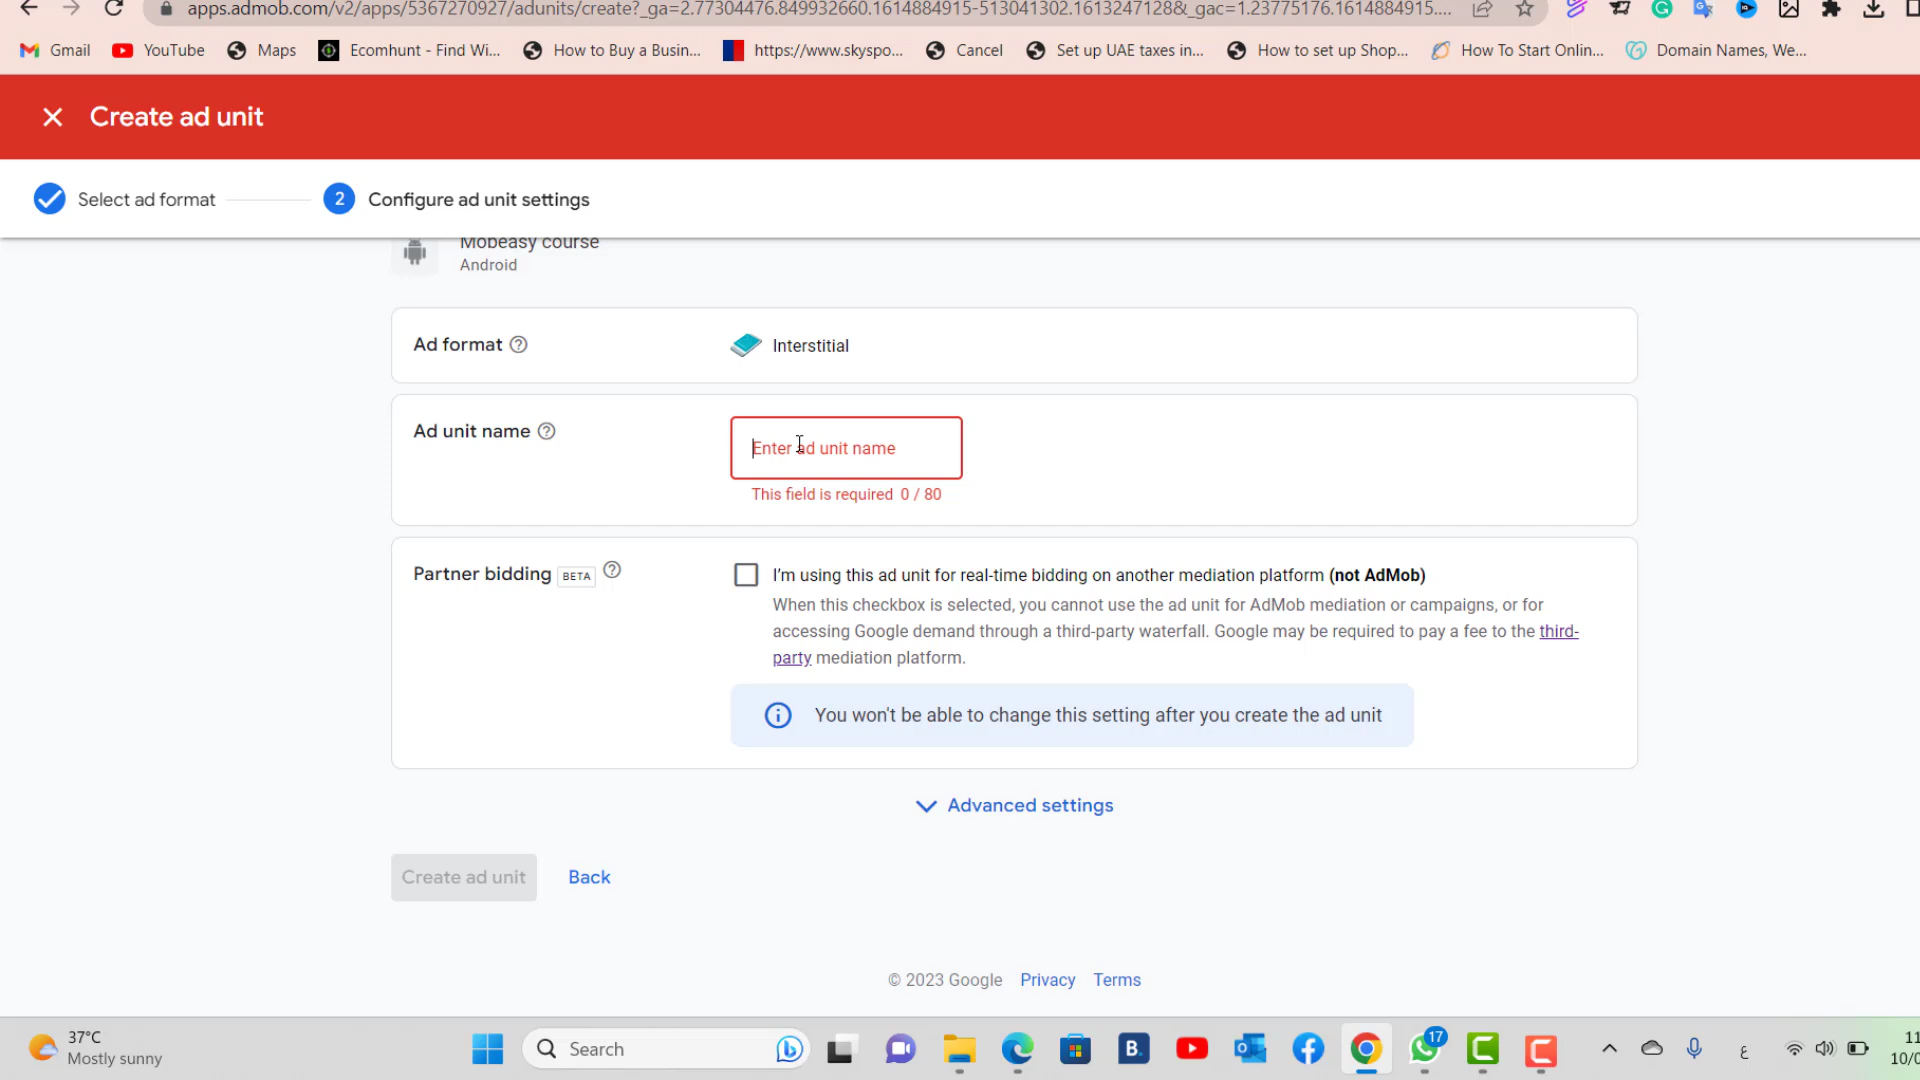 apps.admob.com/v2/apps/5367270927/adunits/create?_ga=2.77304476.849932660.1614884915-513041302.1613247128&_gac=1.23775176.1614884915....
Gmail YouTube Maps Ecomhunt - Find Wi... How to Buy a Busin... https://www.skyspo... Cancel Set up UAE taxes in... How to set up Shop... How To Start Onlin... Domain Names, We...
Create ad unit
Select ad format 2 Configure ad unit settings
Mobeasy course
Android
Ad format Interstitial
Ad unit name Enter ad unit name
This field is required 0 / 80
Partner bidding BETA I'm using this ad unit for real-time bidding on another mediation platform (not AdMob)
When this checkbox is selected, you cannot use the ad unit for AdMob mediation or campaigns, or for
accessing Google demand through a third-party waterfall. Google may be required to pay a fee to the third-
party mediation platform.
You won't be able to change this setting after you create the ad unit
Advanced settings
Create ad unit Back
© 2023 Google Privacy Terms
37°C
Mostly sunny
Search
B.
17
ع
11
10/0